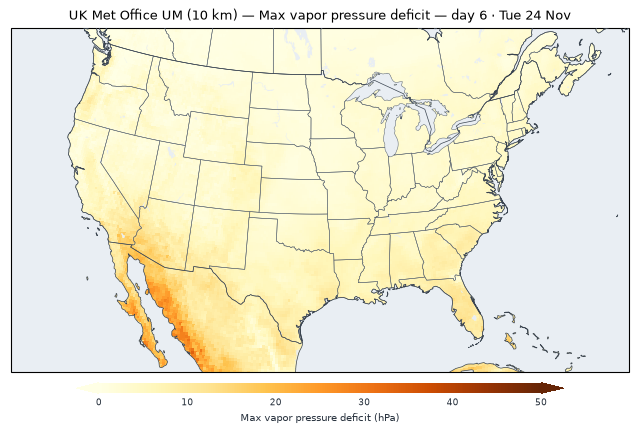 UK Met Office UM (10 km) — Max vapor pressure deficit — day 6 · Tue 24 Nov
0 10 20 30 40 50
Max vapor pressure deficit (hPa)